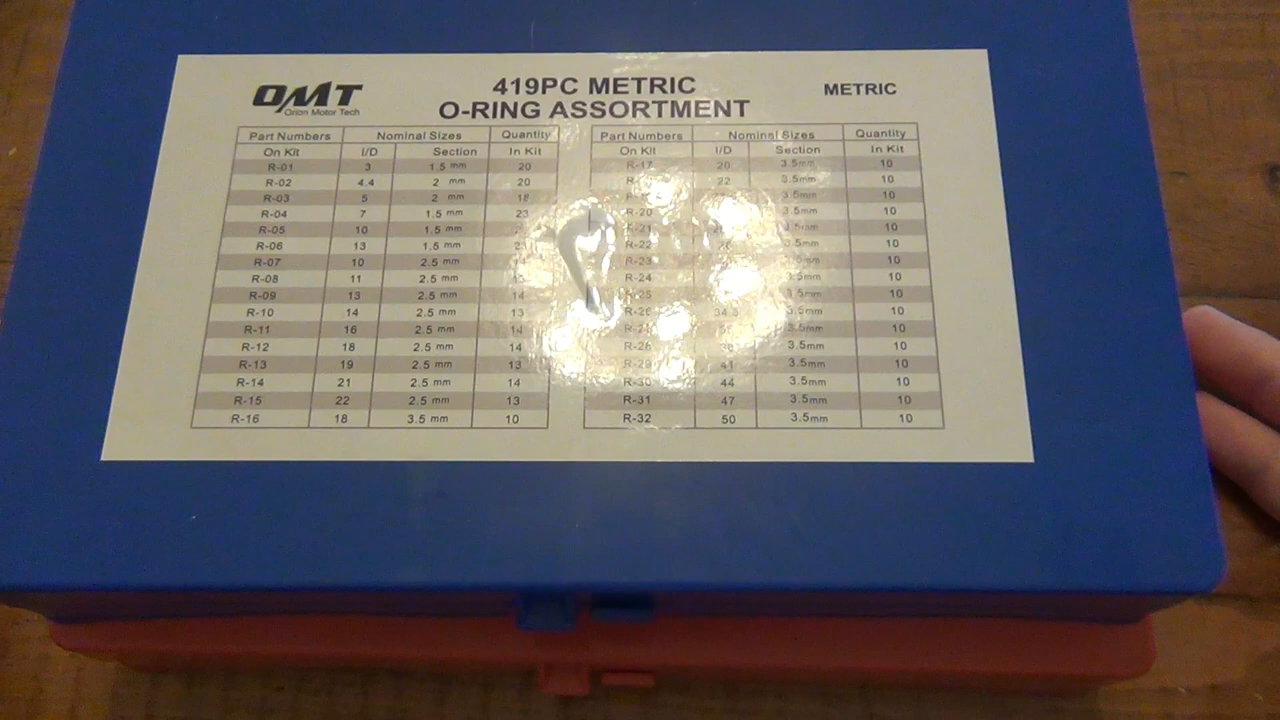 OMT
Orion Motor Tech
419PC METRIC
O-RING ASSORTMENT
METRIC
Part Numbers Nominal Sizes Quantity
On Kit I/D Section In Kit
R-01 3 1.5 mm 20
R-02 4.4 2 mm 20
R-03 5 2 mm 18
R-04 7 1.5 mm 23
R-05 10 1.5 mm
R-06 13 1.5 mm
R-07 10 2.5 mm
R-08 11 2.5 mm
R-09 13 2.5 mm 14
R-10 14 2.5 mm 13
R-11 16 2.5 mm 14
R-12 18 2.5 mm 14
R-13 19 2.5 mm 13
R-14 21 2.5 mm 14
R-15 22 2.5 mm 13
R-16 18 3.5 mm 10
Part Numbers Nominal Sizes Quantity
On Kit I/D Section In Kit
R-17 20 3.5mm 10
22 3.5mm 10
3.5mm 10
R-20 3.5mm 10
R-21 3.5mm 10
R-22 3.5mm 10
R-23 10
R-24 3.5mm 10
3.5mm 10
R-26 3.5mm 10
3.5mm 10
R-28 38 3.5mm 10
R-29 41 3.5mm 10
R-30 44 3.5mm 10
R-31 47 3.5mm 10
R-32 50 3.5mm 10